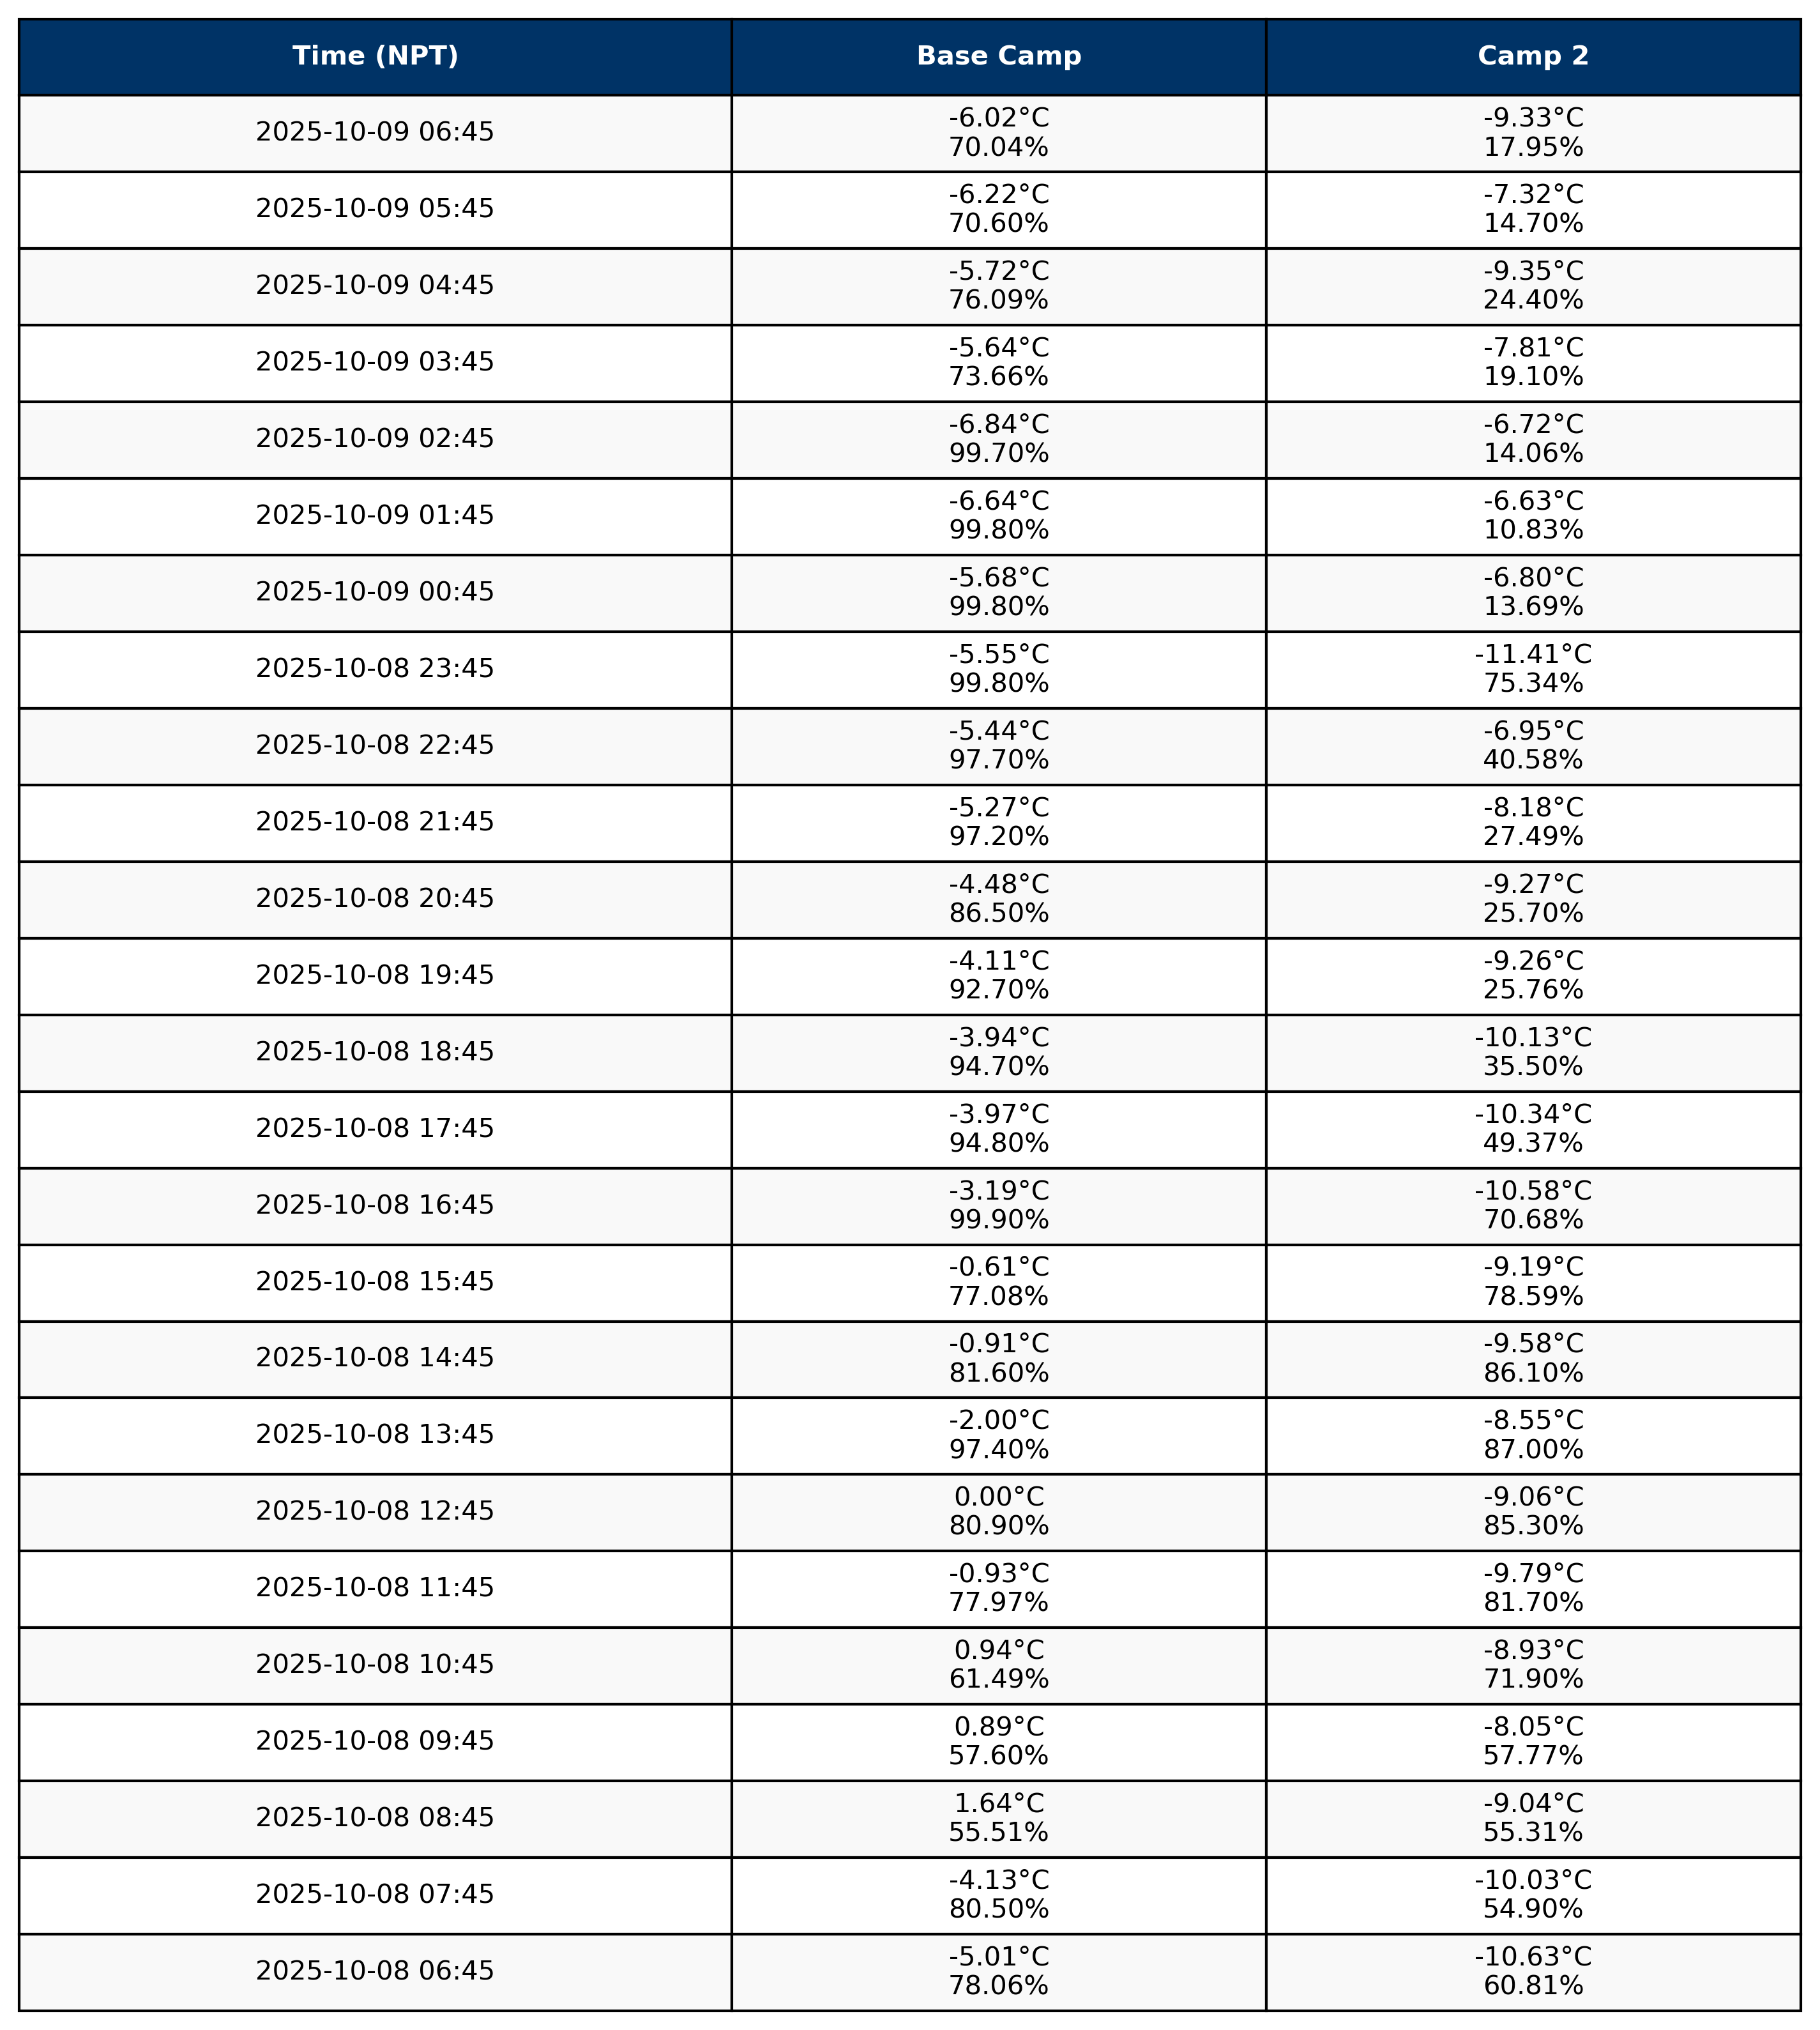 Time (NPT) Base Camp Camp 2
2025-10-09 06:45 -6.02°C -9.33°C
70.04% 17.95%
2025-10-09 05:45 -6.22°C -7.32°C
70.60% 14.70%
2025-10-09 04:45 -5.72°C -9.35°C
76.09% 24.40%
2025-10-09 03:45 -5.64°C -7.81°C
73.66% 19.10%
2025-10-09 02:45 -6.84°C -6.72°C
99.70% 14.06%
2025-10-09 01:45 -6.64°C -6.63°C
99.80% 10.83%
2025-10-09 00:45 -5.68°C -6.80°C
99.80% 13.69%
2025-10-08 23:45 -5.55°C -11.41°C
99.80% 75.34%
2025-10-08 22:45 -5.44°C -6.95°C
97.70% 40.58%
2025-10-08 21:45 -5.27°C -8.18°C
97.20% 27.49%
2025-10-08 20:45 -4.48°C -9.27°C
86.50% 25.70%
2025-10-08 19:45 -4.11°C -9.26°C
92.70% 25.76%
2025-10-08 18:45 -3.94°C -10.13°C
94.70% 35.50%
2025-10-08 17:45 -3.97°C -10.34°C
94.80% 49.37%
2025-10-08 16:45 -3.19°C -10.58°C
99.90% 70.68%
2025-10-08 15:45 -0.61°C -9.19°C
77.08% 78.59%
2025-10-08 14:45 -0.91°C -9.58°C
81.60% 86.10%
2025-10-08 13:45 -2.00°C -8.55°C
97.40% 87.00%
2025-10-08 12:45 0.00°C -9.06°C
80.90% 85.30%
2025-10-08 11:45 -0.93°C -9.79°C
77.97% 81.70%
2025-10-08 10:45 0.94°C -8.93°C
61.49% 71.90%
2025-10-08 09:45 0.89°C -8.05°C
57.60% 57.77%
2025-10-08 08:45 1.64°C -9.04°C
55.51% 55.31%
2025-10-08 07:45 -4.13°C -10.03°C
80.50% 54.90%
2025-10-08 06:45 -5.01°C -10.63°C
78.06% 60.81%